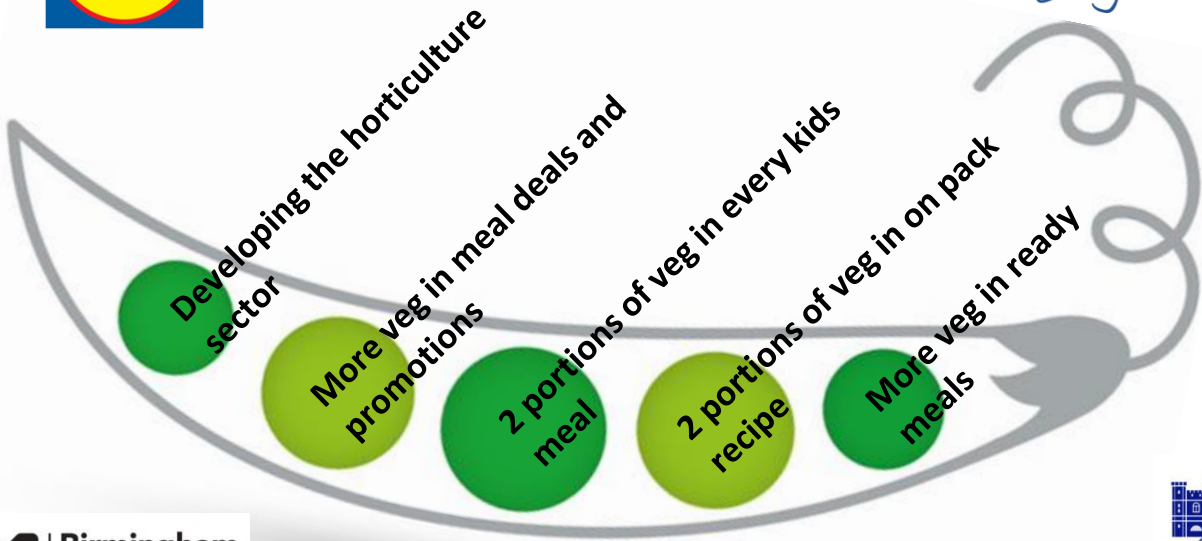 Developing the horticulture
sector
More veg in meal deals and
promotions
2 portions of veg in every kids
meal
2 portions of veg in on pack
recipe
More veg in ready
meals
Birmingham